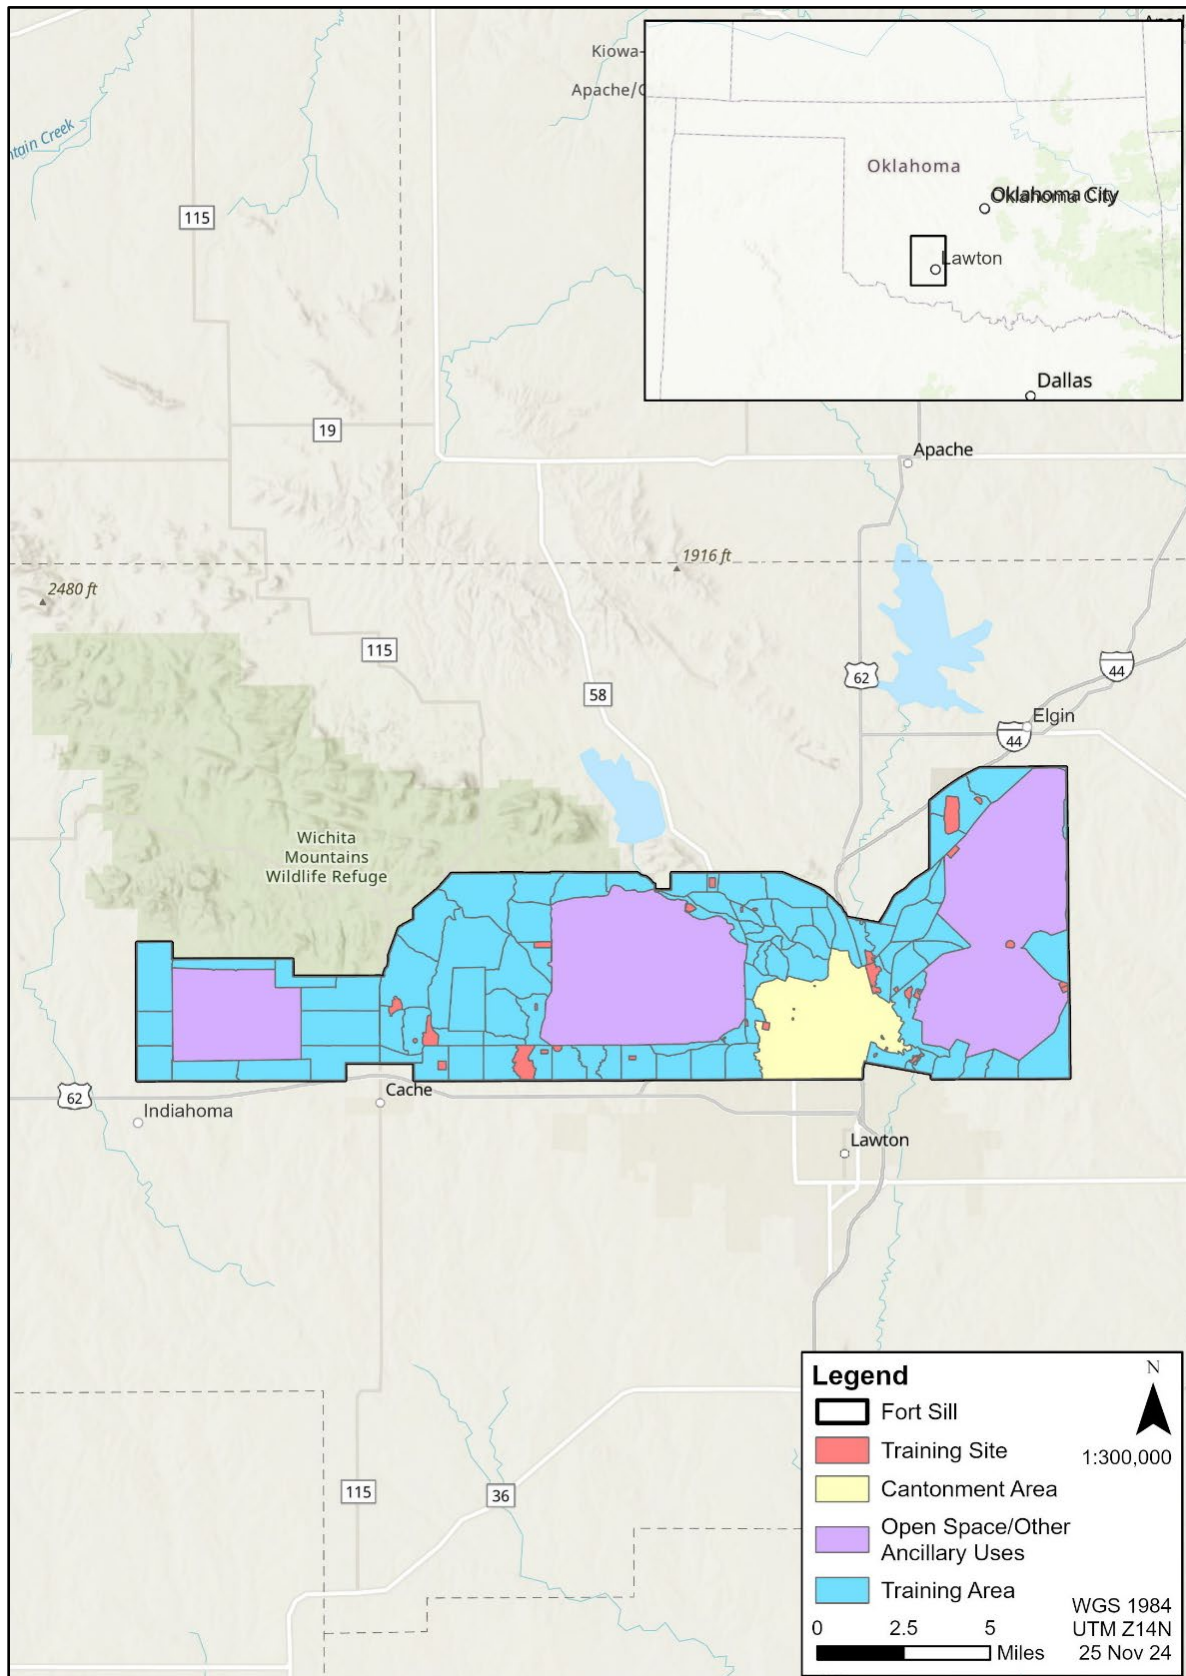 Kiowa-
Apache/
Oklahoma
Oklahoma City
Oklahoma City
Lawton
Dallas
ntain Creek
115
19
Apache
1916 ft
2480 ft
115
62
44
58
Elgin
44
Wichita
Mountains
Wildlife Refuge
62
Indiahoma
Cache
Lawton
115
36
Legend
N
Fort Sill
Training Site
1:300,000
Cantonment Area
Open Space/Other
Ancillary Uses
Training Area
WGS 1984
UTM Z14N
25 Nov 24
0 2.5 5
Miles